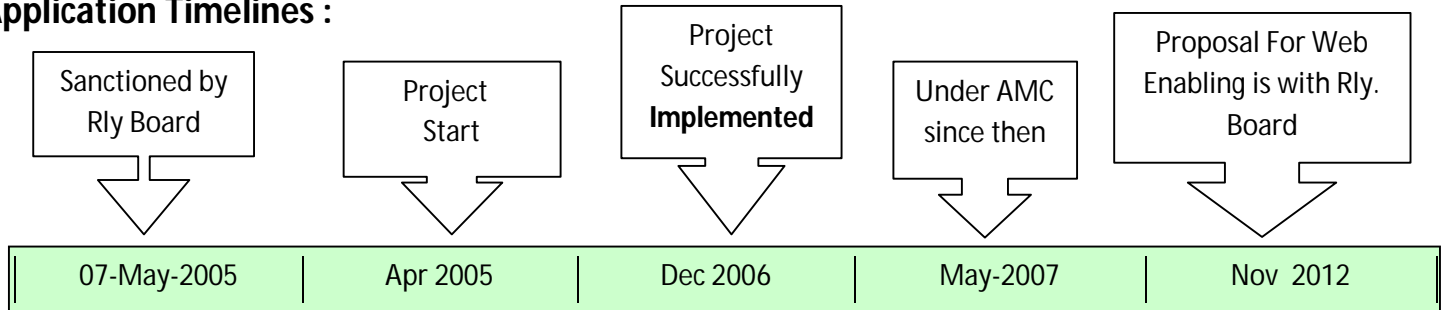 Application Timelines :
Sanctioned by
Rly Board
Project
Start
Project
Successfully
Implemented
Under AMC
since then
Proposal For Web
Enabling is with Rly.
Board
07-May-2005
Apr 2005
Dec 2006
May-2007
Nov 2012